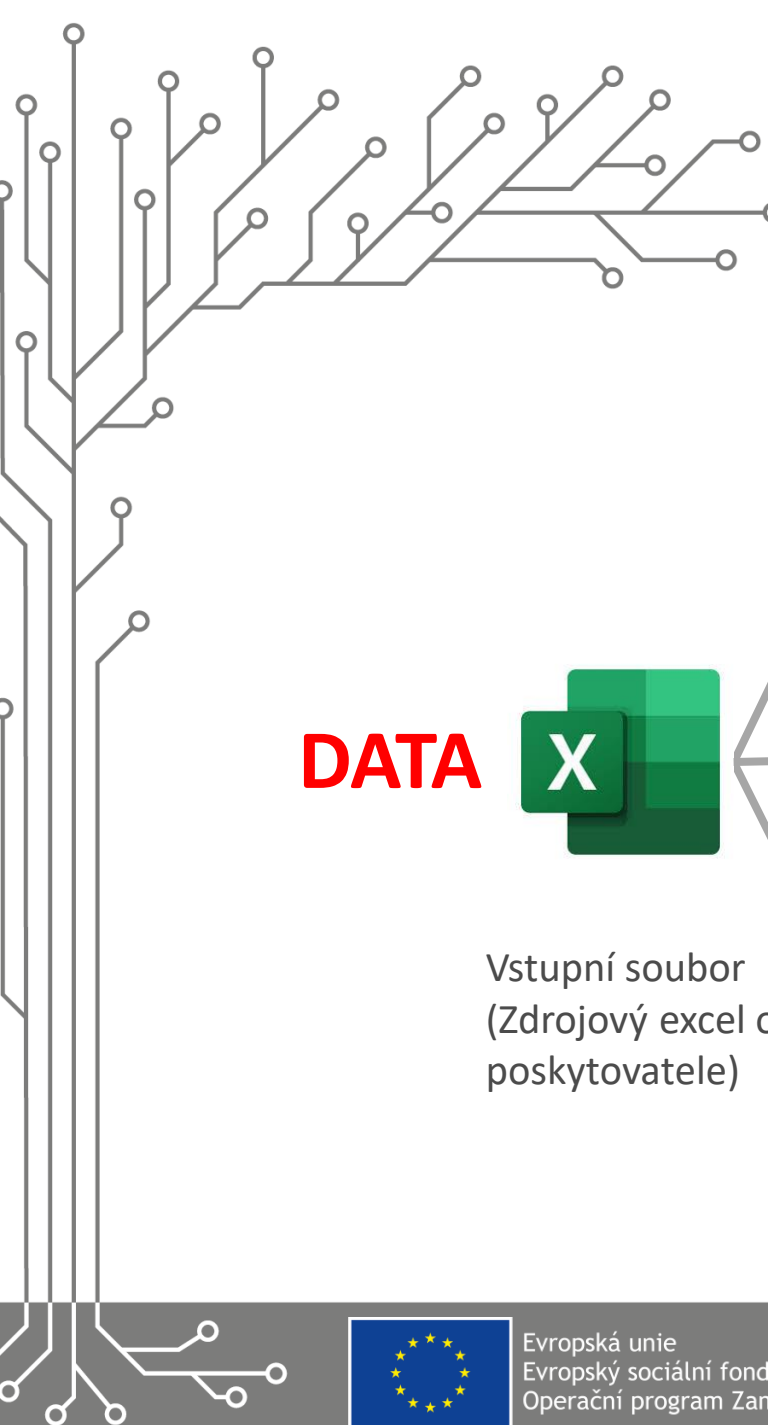 DATA
X
Vstupní soubor
(Zdrojový excel
poskytovatele)
Evropská unie
Evropský sociální fond
Operační program